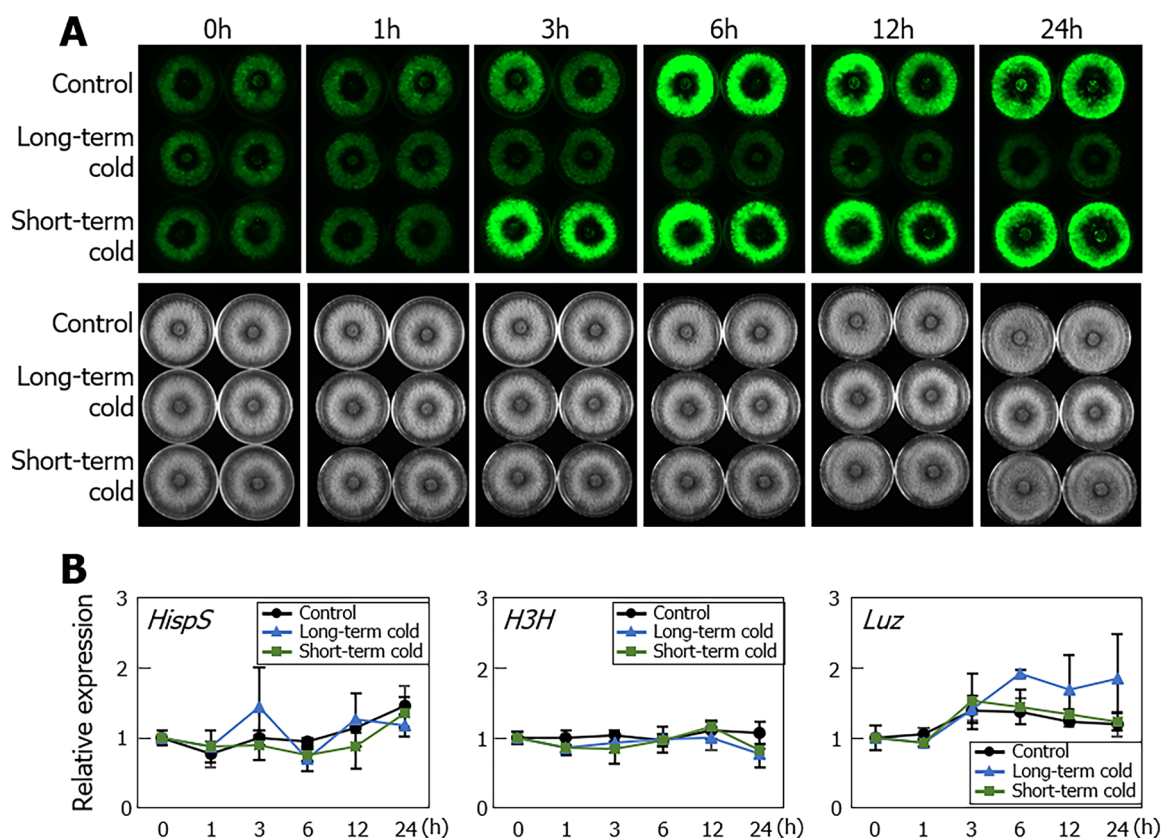 A
0h 1h 3h 6h 12h 24h
Control
Long-term
cold
Short-term
cold
Control
Long-term
cold
Short-term
cold
B
Relative expression
3
2
1
0
HispS
Control
Long-term cold
Short-term cold
0 1 3 6 12 24 (h)
3
2
1
0
H3H
Control
Long-term cold
Short-term cold
0 1 3 6 12 24 (h)
3
2
1
0
Luz
Control
Long-term cold
Short-term cold
0 1 3 6 12 24 (h)